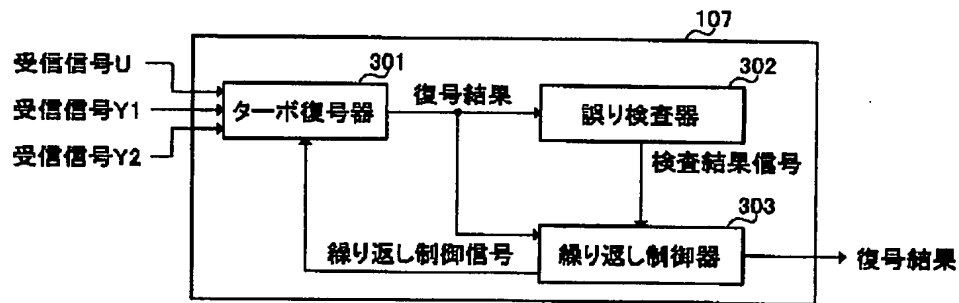 107
受信信号U
受信信号Y1
受信信号Y2
301
ターボ復号器
復号結果
302
誤り検査器
検査結果信号
303
繰り返し制御器
繰り返し制御信号
復号結果